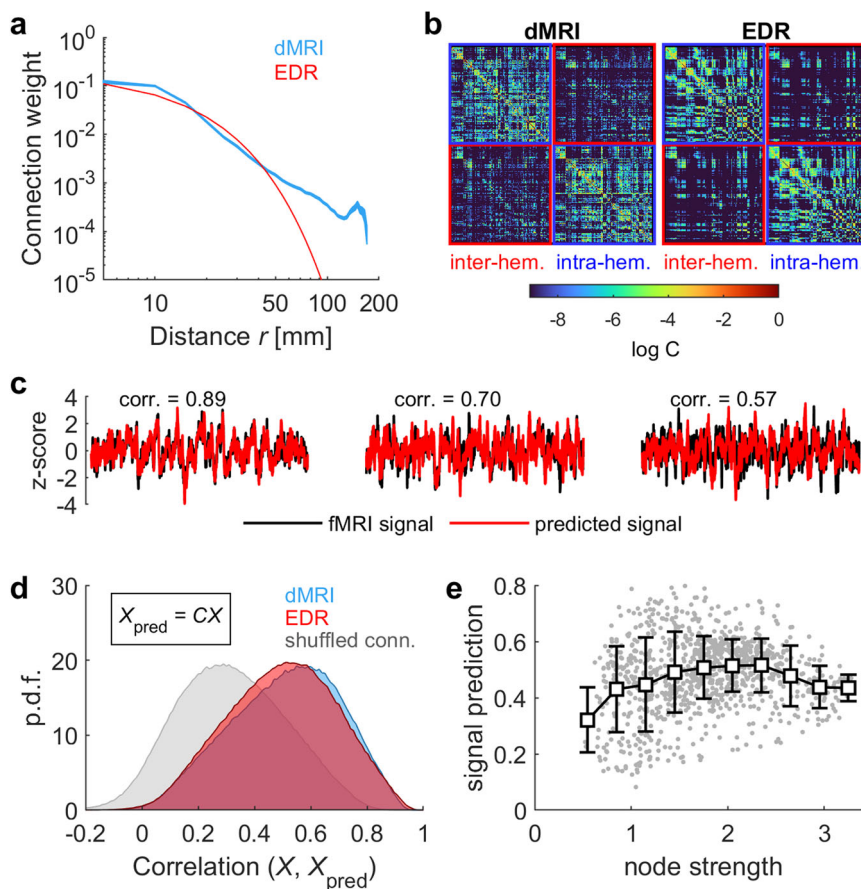 a
10^0
10^-1
10^-2
10^-3
10^-4
10^-5
Connection weight
dMRI
EDR
10 50 100 200
Distance r [mm]
b
dMRI EDR
inter-hem. intra-hem. inter-hem. intra-hem
-8 -6 -4 -2 0
log C
c
corr. = 0.89 corr. = 0.70 corr. = 0.57
4
2
0
-2
-4
z-score
fMRI signal predicted signal
d
30
20
10
0
p.d.f.
X_pred = CX
dMRI
EDR
shuffled conn.
-0.2 0 0.2 0.4 0.6 0.8 1
Correlation (X, X_pred)
e
0.8
0.6
0.4
0.2
0
signal prediction
0 1 2 3
node strength